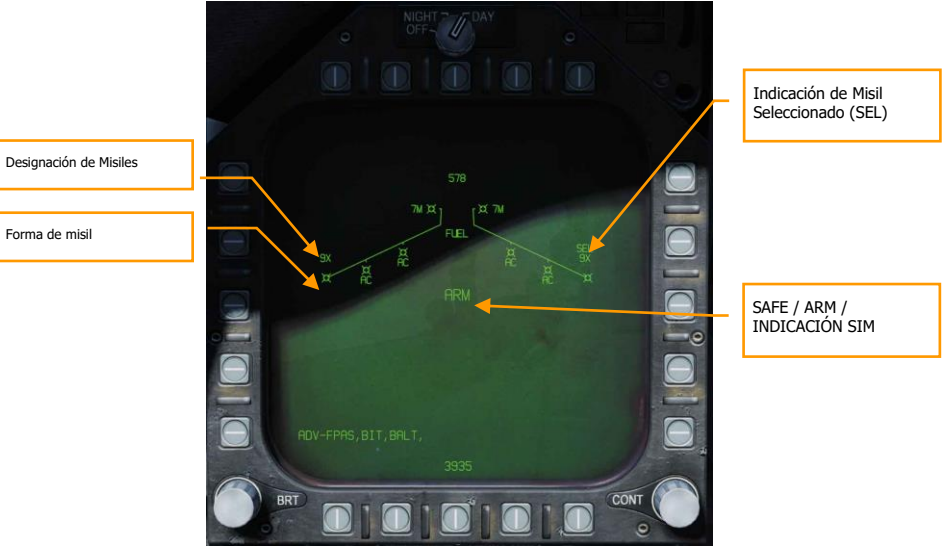 NIGHT DAY
OFF
Designación de Misiles
Forma de misil
Indicación de Misil
Seleccionado (SEL)
SAFE / ARM /
INDICACIÓN SIM
578
7M 7M
FUEL
9X
SEL
9X
AC AC
AC AC
ARM
ADV-FPAS,BIT,BALT,
3935
BRT CONT